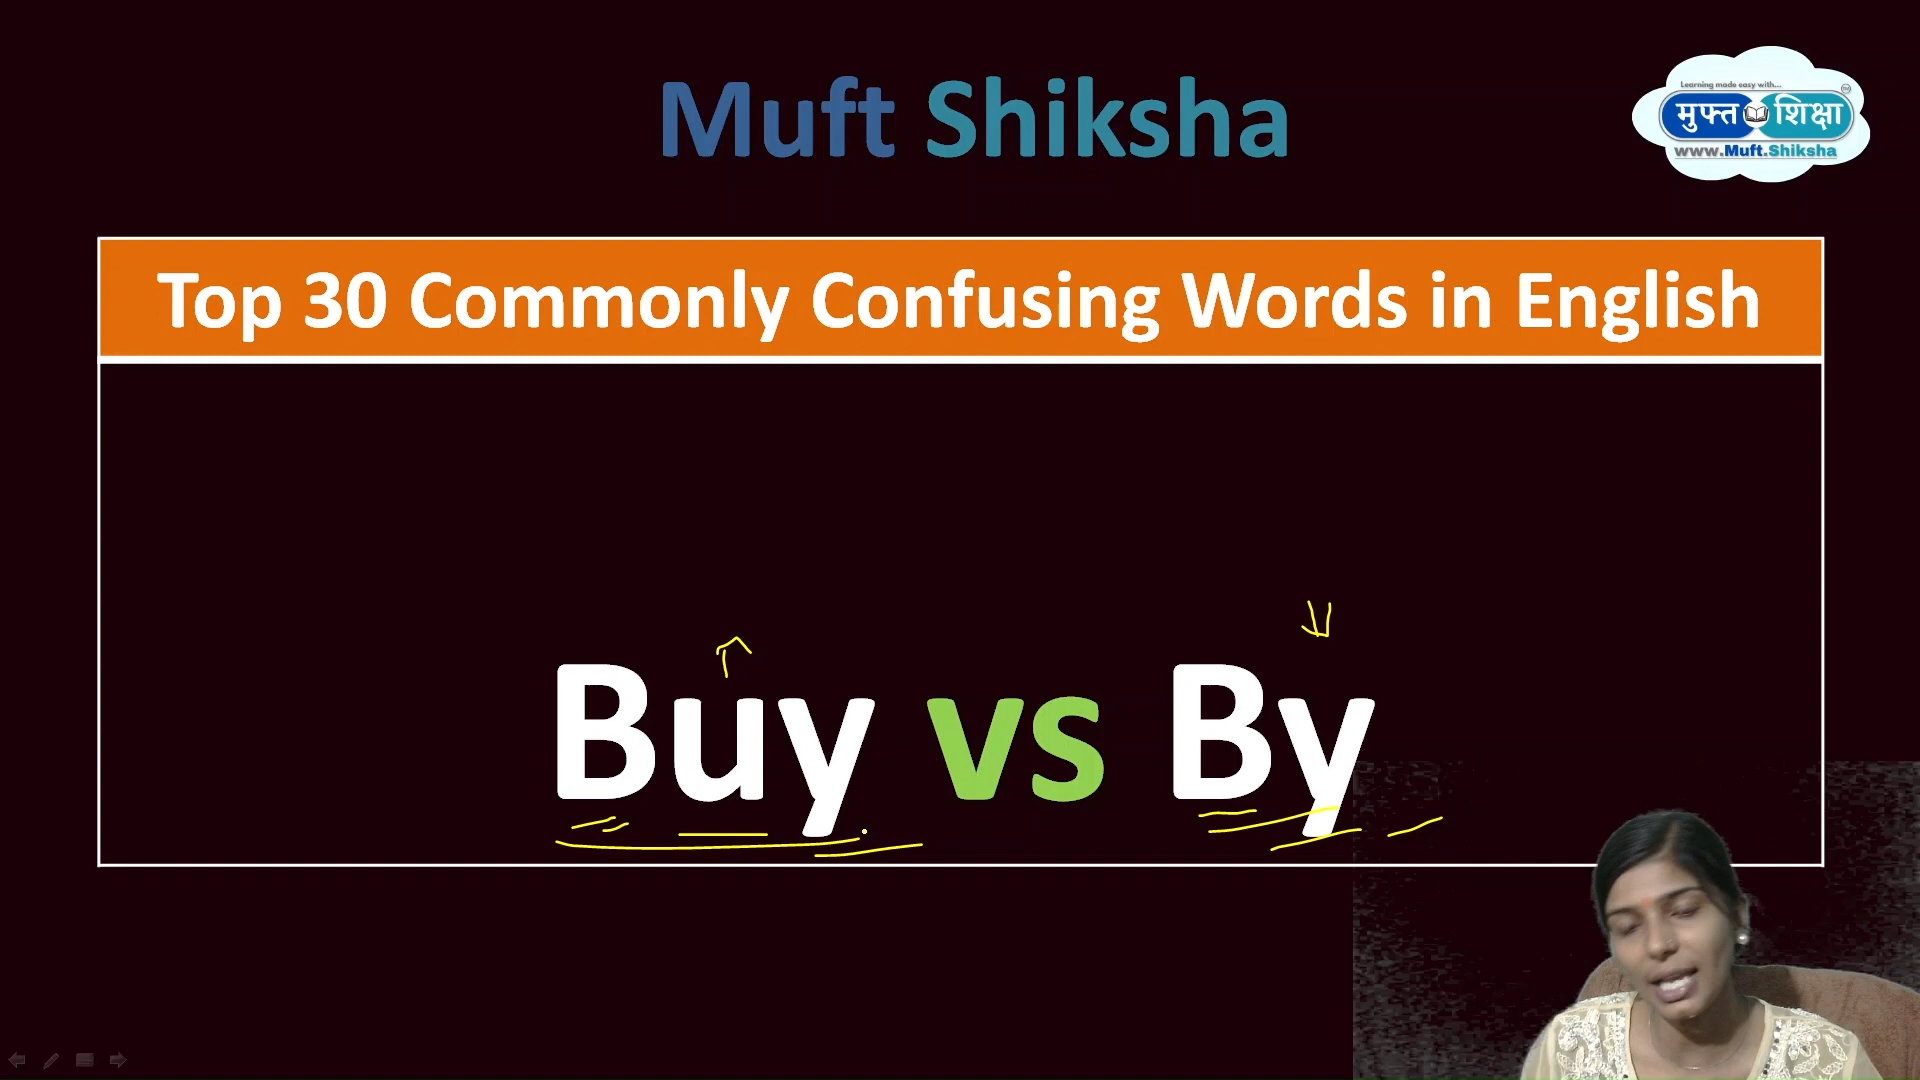 Muft Shiksha
Learning made easy with...
मुफ्त शिक्षा
www.Muft.Shiksha
Top 30 Commonly Confusing Words in English
Buy vs By